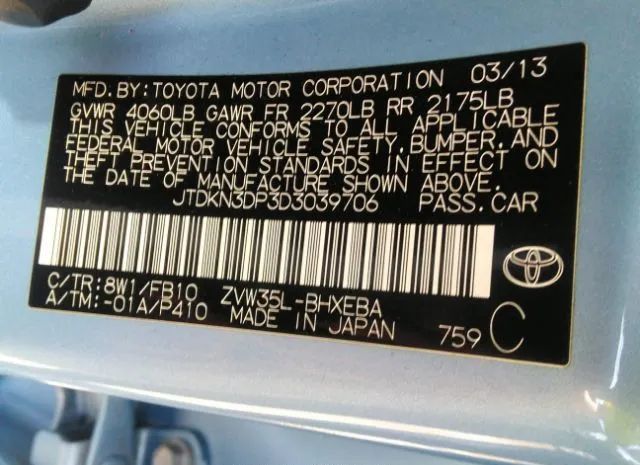 MFD. BY: TOYOTA MOTOR CORPORATION 03/13
GVWR 4060LB GAWR FR 2270LB RR 2175LB
THIS VEHICLE CONFORMS TO ALL APPLICABLE
FEDERAL MOTOR VEHICLE SAFETY, BUMPER, AND
THEFT PREVENTION STANDARDS IN EFFECT ON
THE DATE OF MANUFACTURE SHOWN ABOVE.
JTDKN3DP3D3039706 PASS. CAR
C/TR: 8W1/FB10 ZVW35L-BHXEBA
A/TM: -01A/P410 MADE IN JAPAN 759 C